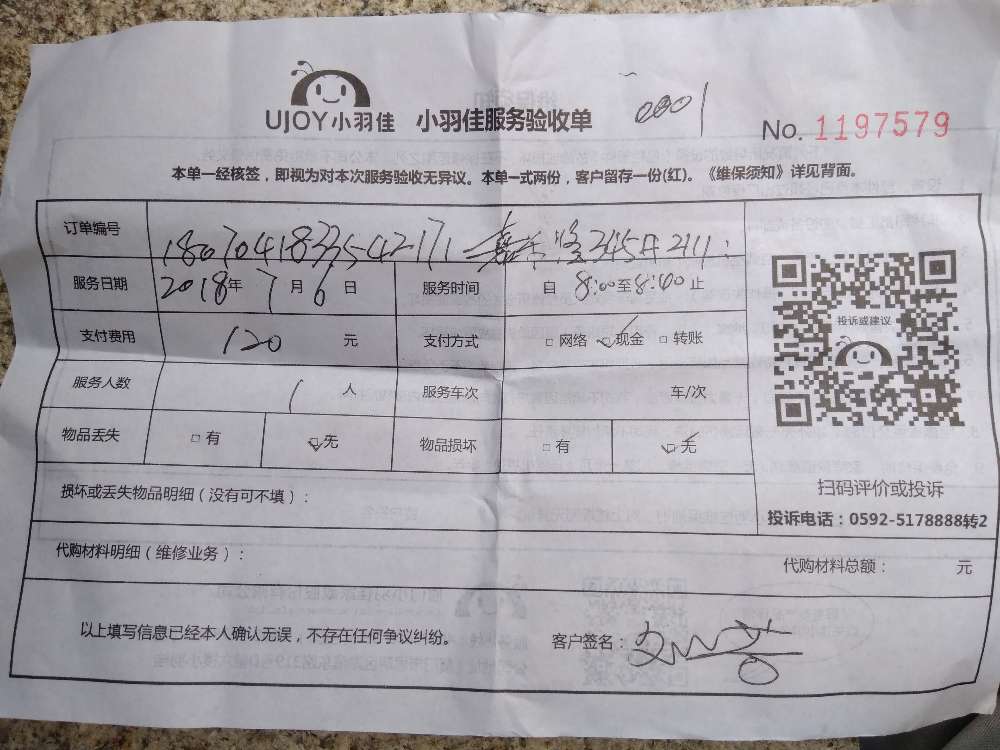 UJOY小羽佳 小羽佳服务验收单 0001 No. 1197579
本单一经核签，即视为对本次服务验收无异议。本单一式两份，客户留存一份(红)。《维保须知》详见背面。
订单编号
服务日期 2018年7月6日 服务时间 自8:00至8:40止
支付费用 120 元 支付方式 □网络 ☑现金 □转账
服务人数 1 人 服务车次 车/次
物品丢失 □有 ☑无 物品损坏 □有 ☑无
投诉或建议
扫码评价或投诉
投诉电话：0592-5178888转2
损坏或丢失物品明细（没有可不填）：
代购材料明细（维修业务）： 代购材料总额： 元
以上填写信息已经本人确认无误，不存在任何争议纠纷。 客户签名：